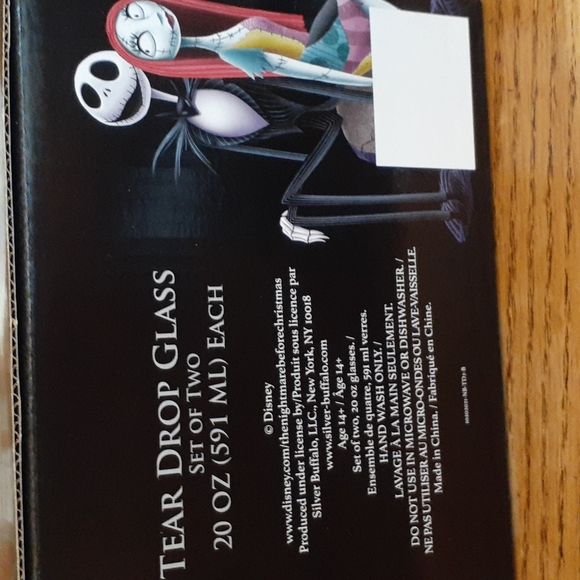 TEAR DROP GLASS
SET OF TWO
20 OZ (591 ML) EACH
© Disney
www.disney.com/thenightmarebeforechristmas
Produced under license by/Produit sous licence par
Silver Buffalo, LLC., New York, NY 10018
www.silver-buffalo.com
Age 14+ / Âge 14+
Set of two, 20 oz glasses. /
Ensemble de quatre, 591 ml verres.
HAND WASH ONLY. /
LAVAGE À LA MAIN SEULEMENT.
DO NOT USE IN MICROWAVE OR DISHWASHER. /
NE PAS UTILISER AU MICRO-ONDES OU LAVE-VAISSELLE.
Made in China. / Fabriqué en Chine.